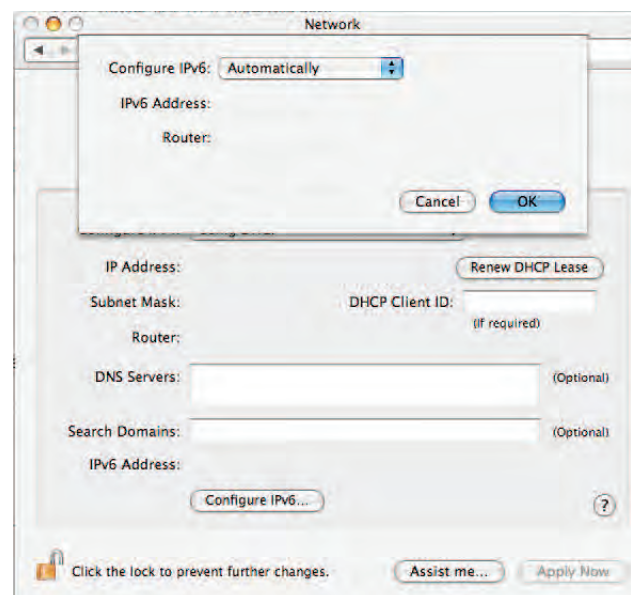 Network
Configure IPv6: Automatically
IPv6 Address:
Router:
Cancel OK
IP Address: Renew DHCP Lease
Subnet Mask: DHCP Client ID:
(If required)
Router:
DNS Servers: (Optional)
Search Domains: (Optional)
IPv6 Address:
Configure IPv6...
?
Click the lock to prevent further changes. Assist me... Apply Now